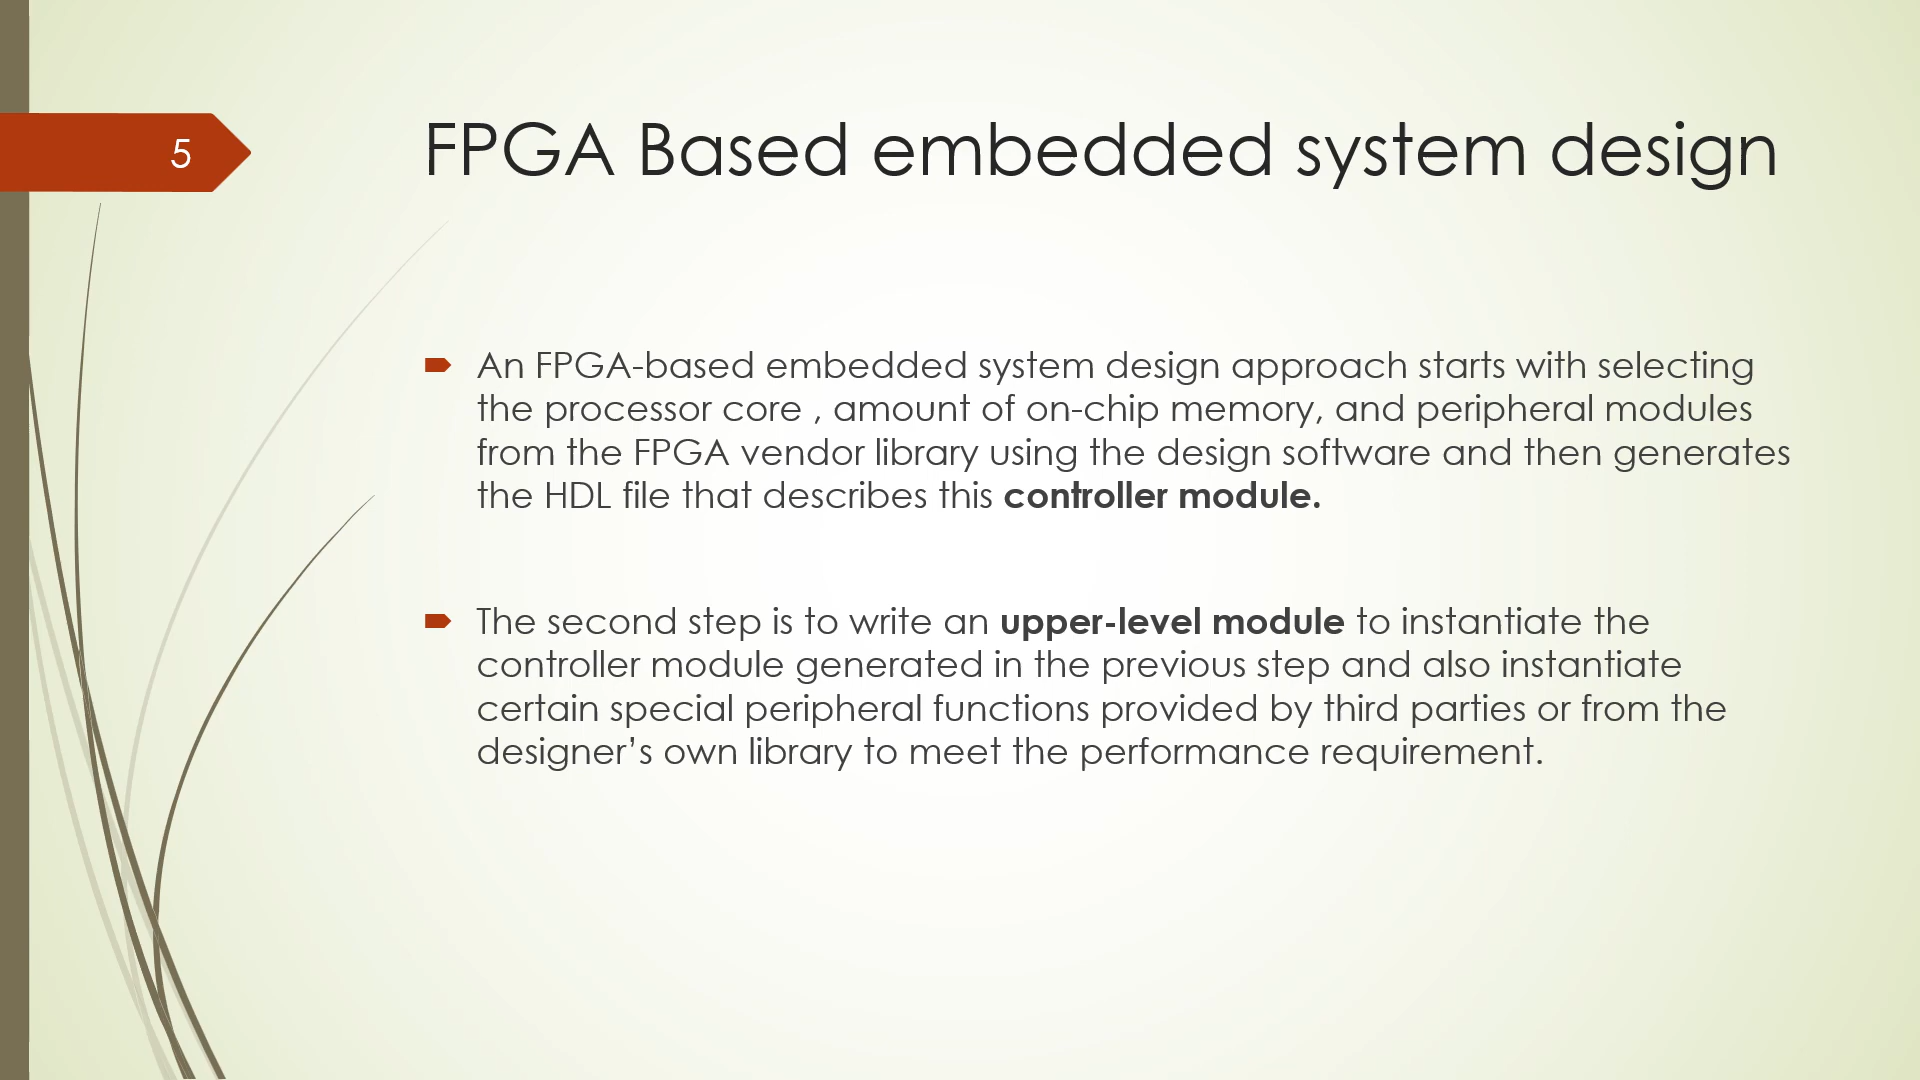 5
FPGA Based embedded system design
An FPGA-based embedded system design approach starts with selecting
the processor core , amount of on-chip memory, and peripheral modules
from the FPGA vendor library using the design software and then generates
the HDL file that describes this controller module.
The second step is to write an upper-level module to instantiate the
controller module generated in the previous step and also instantiate
certain special peripheral functions provided by third parties or from the
designer’s own library to meet the performance requirement.